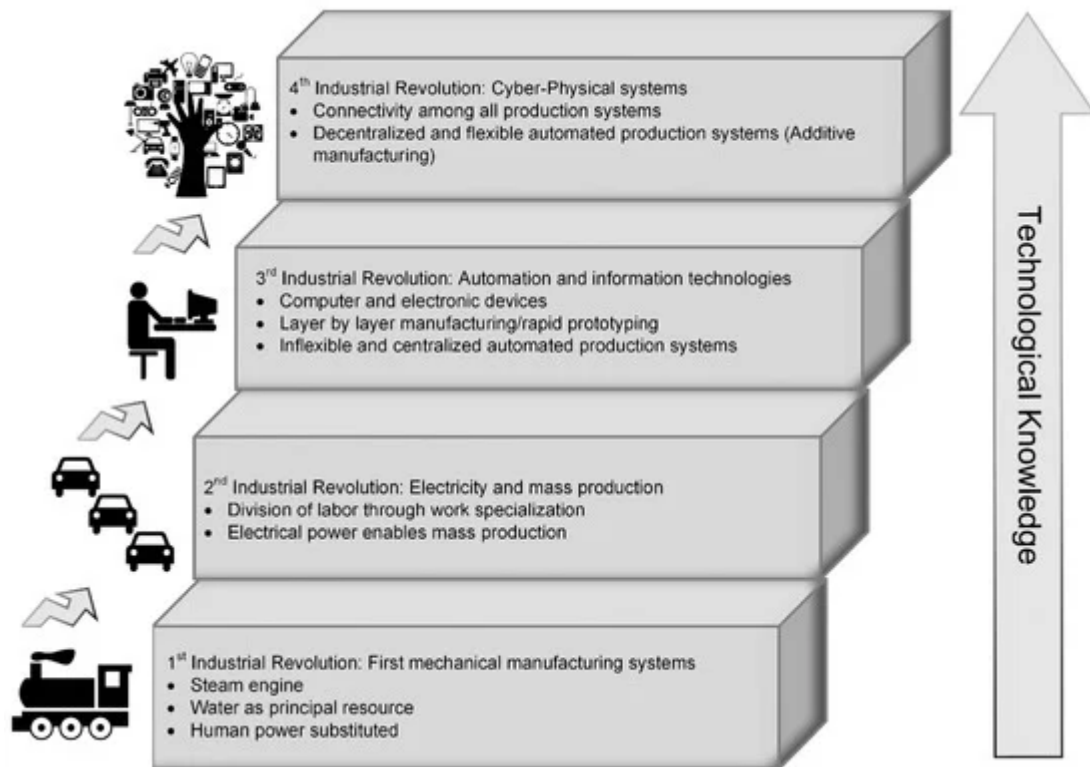 4th Industrial Revolution: Cyber-Physical systems
• Connectivity among all production systems
• Decentralized and flexible automated production systems (Additive
manufacturing)
3rd Industrial Revolution: Automation and information technologies
• Computer and electronic devices
• Layer by layer manufacturing/rapid prototyping
• Inflexible and centralized automated production systems
2nd Industrial Revolution: Electricity and mass production
• Division of labor through work specialization
• Electrical power enables mass production
1st Industrial Revolution: First mechanical manufacturing systems
• Steam engine
• Water as principal resource
• Human power substituted
Technological Knowledge